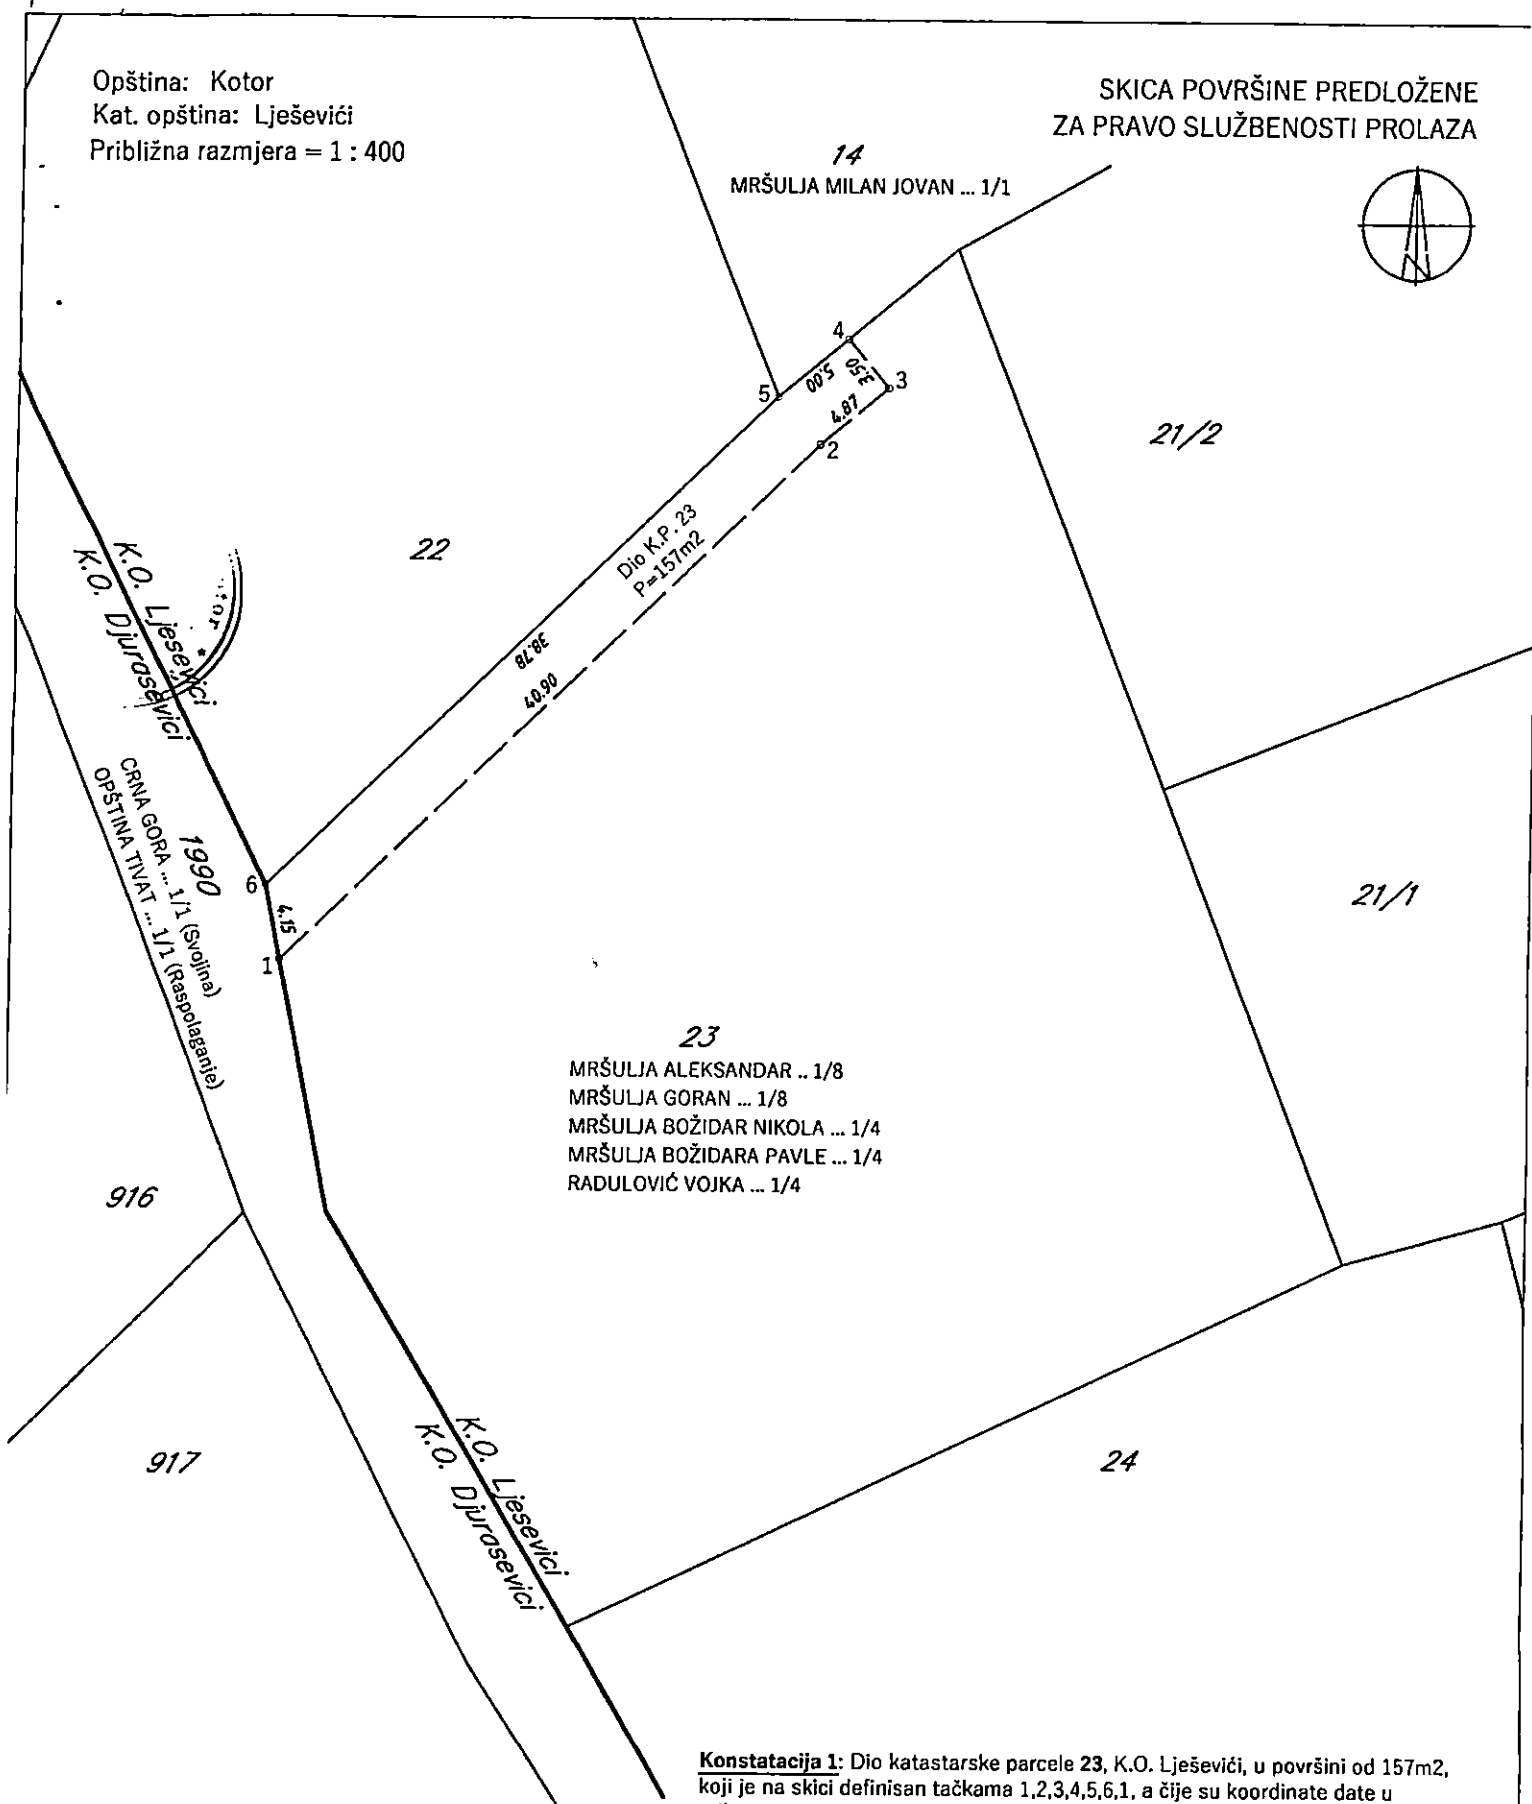 Opština: Kotor
Kat. opština: Lješevići
Približna razmjera = 1 : 400
SKICA POVRŠINE PREDLOŽENE
ZA PRAVO SLUŽBENOSTI PROLAZA
14
MRŠULJA MILAN JOVAN ... 1/1
4
3.50
5.00
3
5
4.87
2
21/2
22
Dio K.P. 23
P=157m2
38.78
40.90
K.O. Ljesevici
K.O. Djurasevici
1990
CRNA GORA ... 1/1 (Svojina)
OPŠTINA TIVAT ... 1/1 (Raspolaganje)
6
4.15
1
21/1
23
MRŠULJA ALEKSANDAR .. 1/8
MRŠULJA GORAN ... 1/8
MRŠULJA BOŽIDAR NIKOLA ... 1/4
MRŠULJA BOŽIDARA PAVLE ... 1/4
RADULOVIĆ VOJKA ... 1/4
916
917
K.O. Ljesevici
K.O. Djurasevici
24
Konstatacija 1: Dio katastarske parcele 23, K.O. Lješevići, u površini od 157m2,
koji je na skici definisan tačkama 1,2,3,4,5,6,1, a čije su koordinate date u